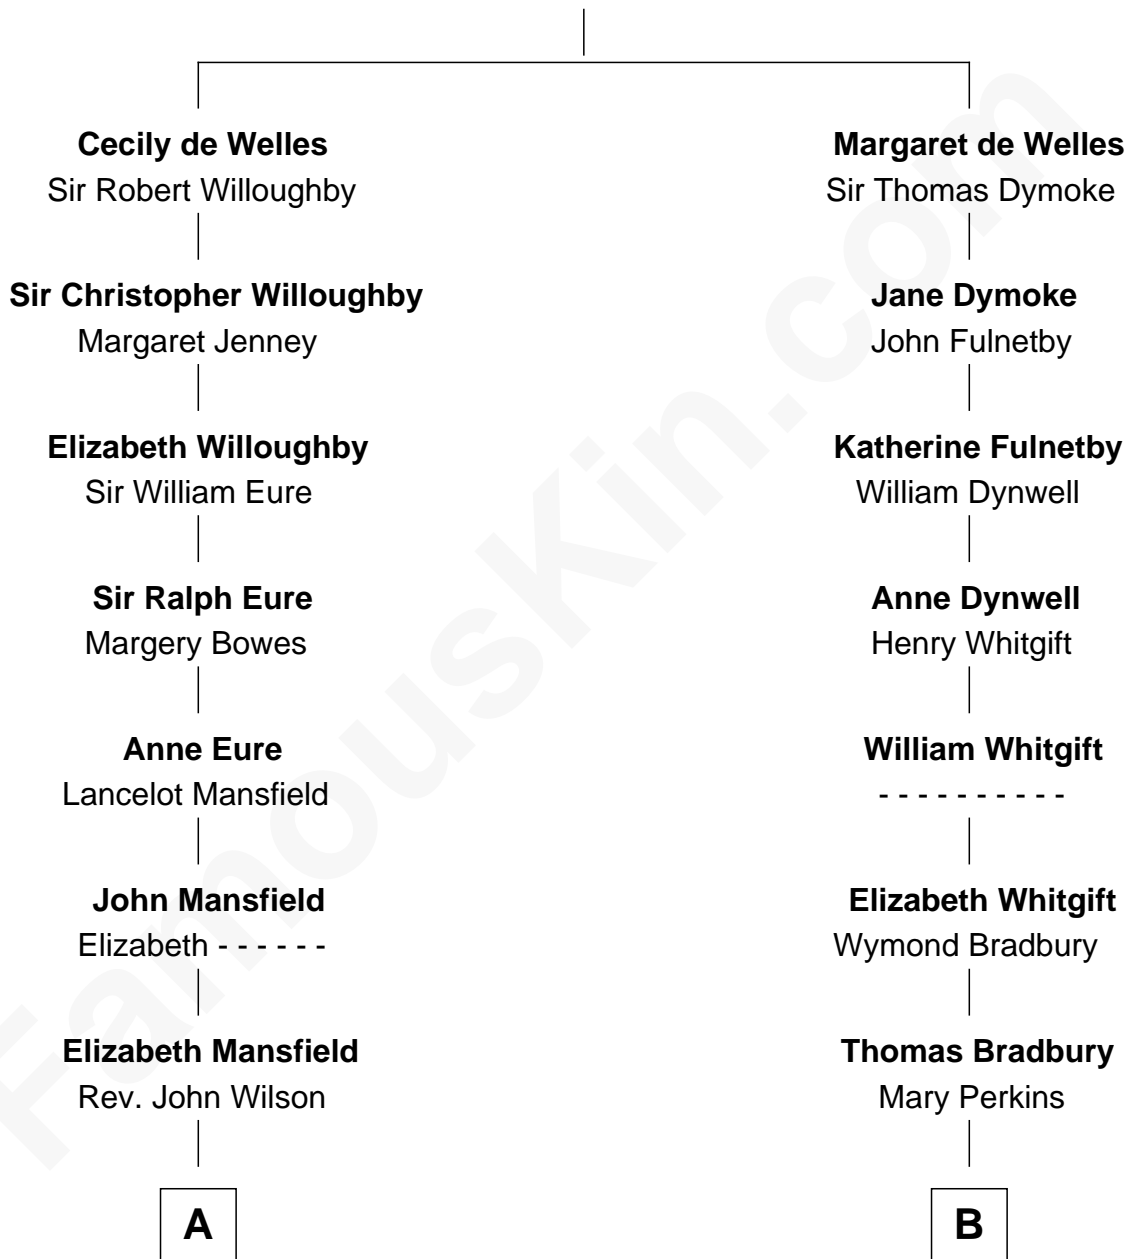 Cecily de Welles
Sir Robert Willoughby
Sir Christopher Willoughby
Margaret Jenney
Elizabeth Willoughby
Sir William Eure
Sir Ralph Eure
Margery Bowes
Anne Eure
Lancelot Mansfield
John Mansfield
Elizabeth - - - - - -
Elizabeth Mansfield
Rev. John Wilson
A
Margaret de Welles
Sir Thomas Dymoke
Jane Dymoke
John Fulnetby
Katherine Fulnetby
William Dynwell
Anne Dynwell
Henry Whitgift
William Whitgift
- - - - - - - - - -
Elizabeth Whitgift
Wymond Bradbury
Thomas Bradbury
Mary Perkins
B
FamousKin.com